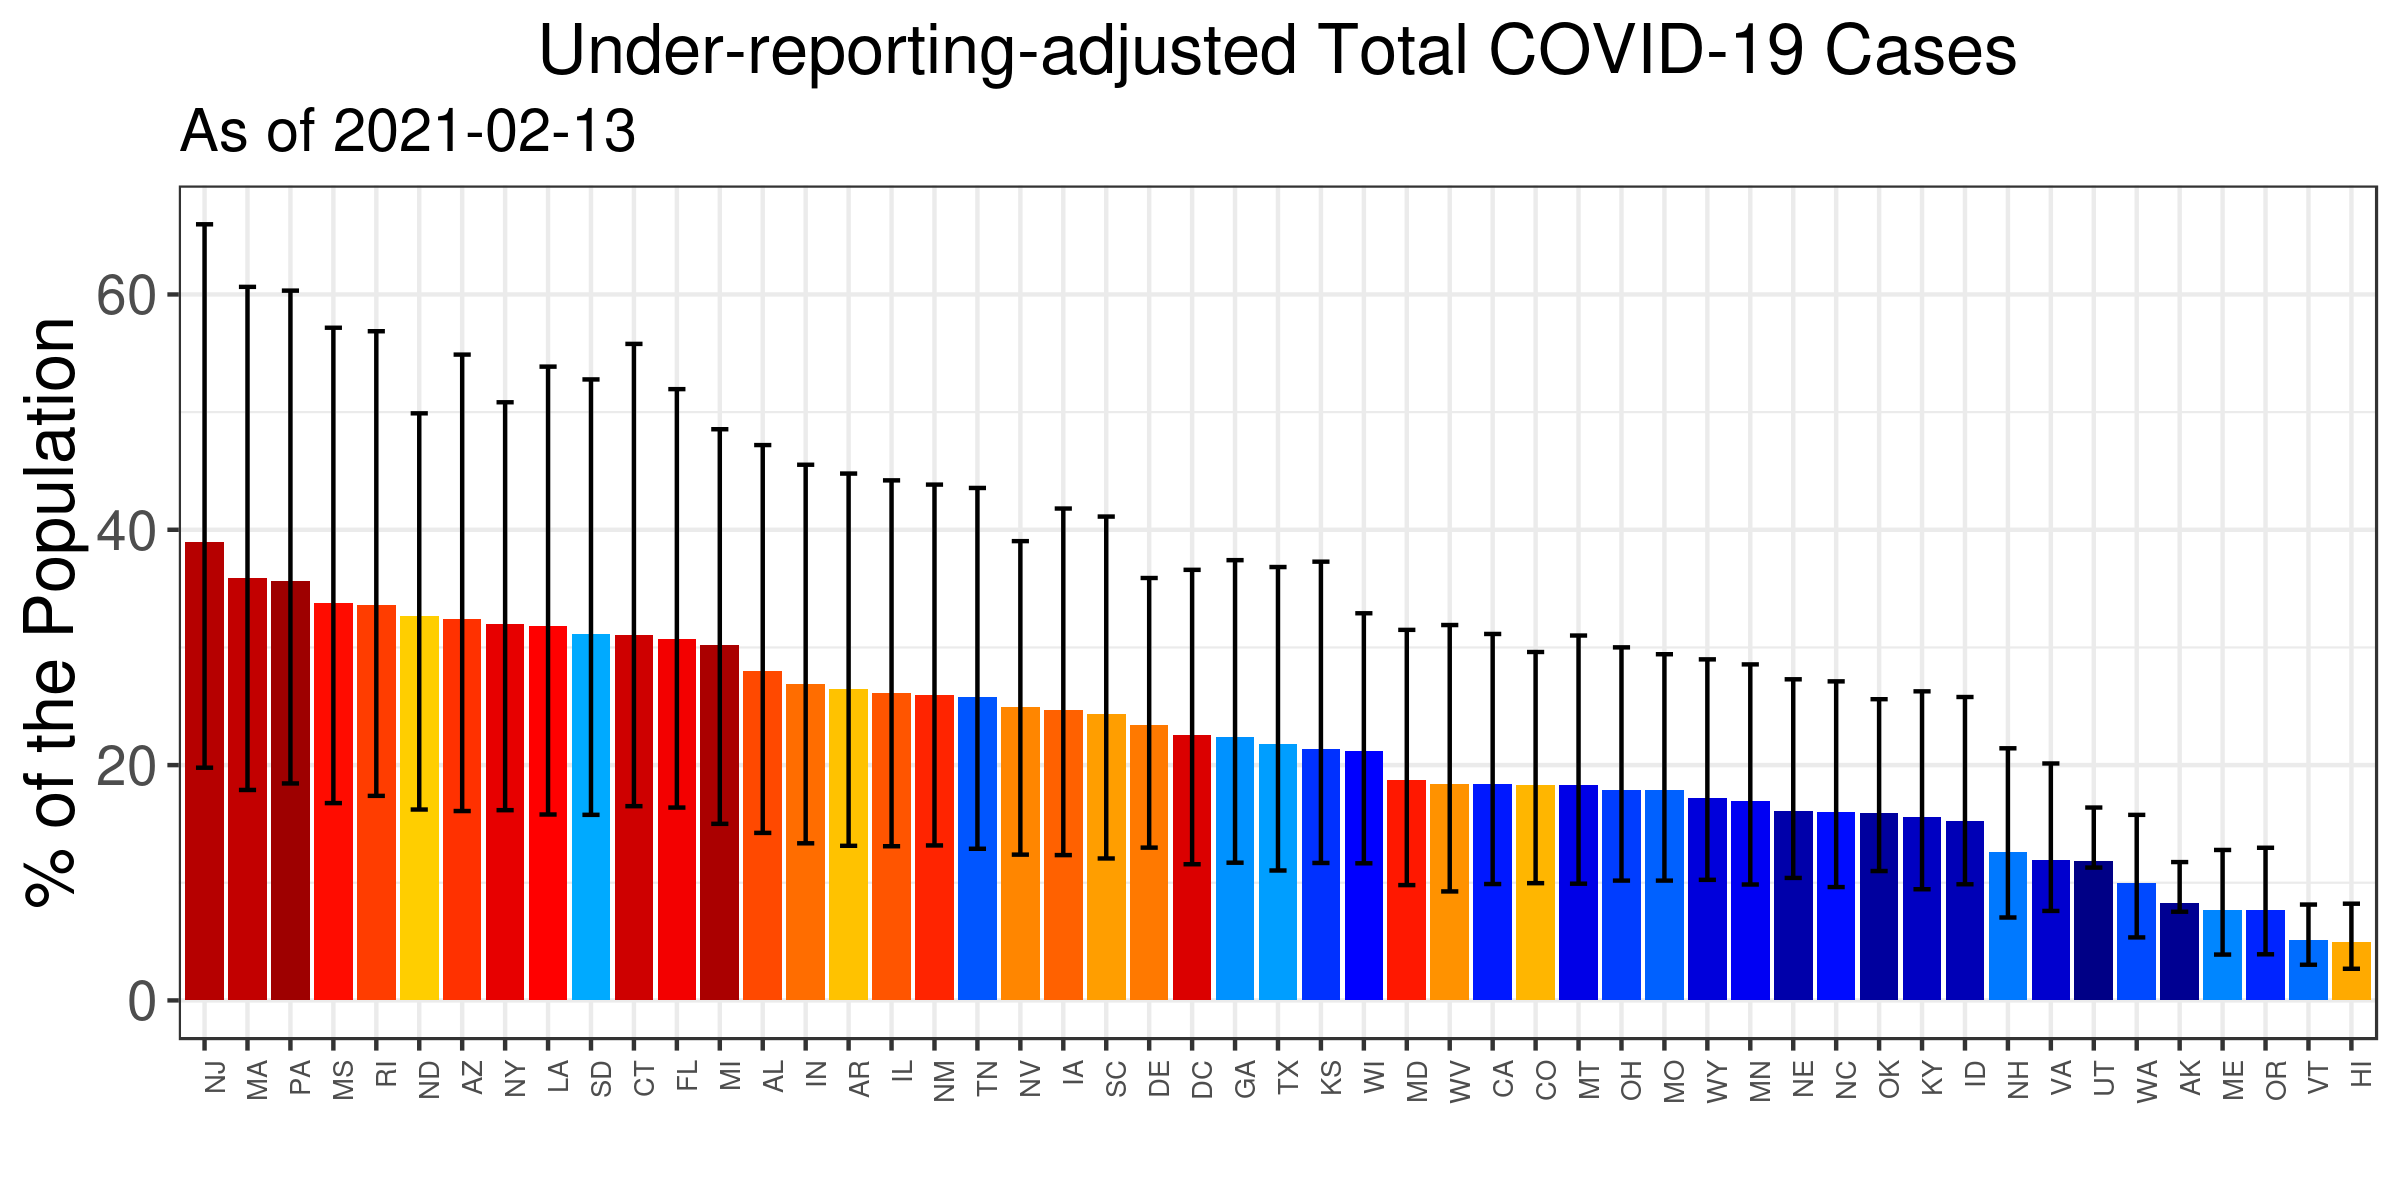 Under-reporting-adjusted Total COVID-19 Cases
As of 2021-02-13
% of the Population
60
40
20
0
NJ MA PA MS RI ND AZ NY LA SD CT FL MI AL IN AR IL NM TN NV IA SC DE DC GA TX KS WI MD WV CA CO MT OH MO WY MN NE NC OK KY ID NH VA UT WA AK ME OR VT HI